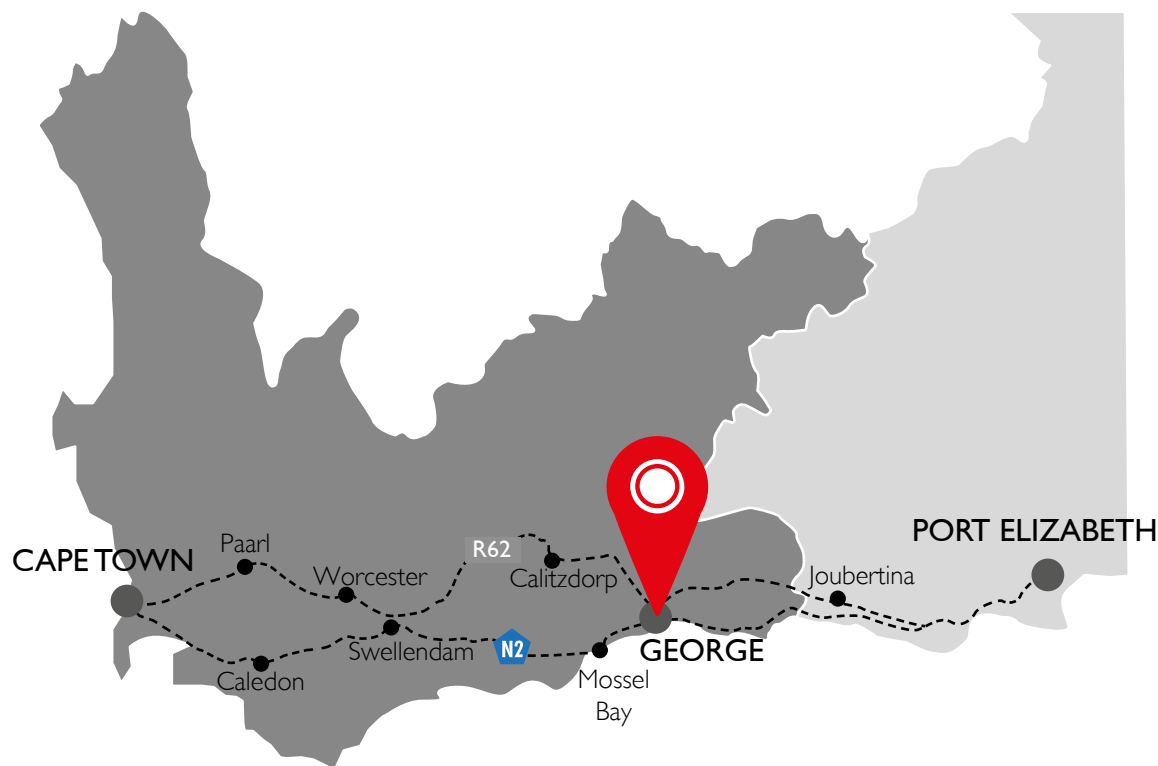 PORT ELIZABETH
CAPE TOWN
Paarl
R62
Worcester
Calitzdorp
Joubertina
Swellendam
N2
GEORGE
Caledon
Mossel
Bay